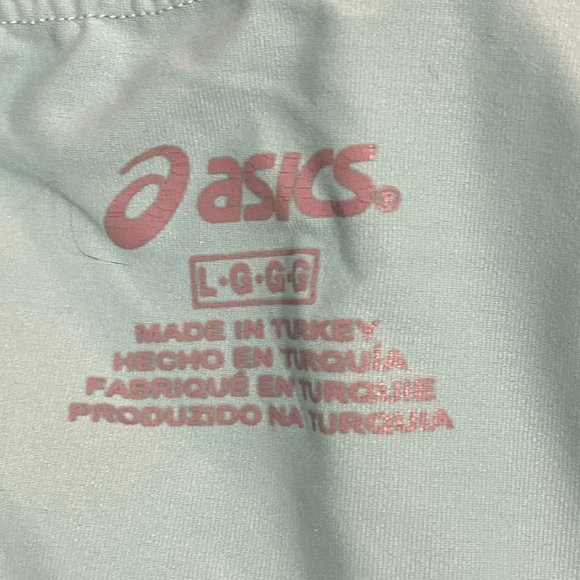 asics®
L·G·G·G
MADE IN TURKEY
HECHO EN TURQUÍA
FABRIQUÉ EN TURQUIE
PRODUZIDO NA TURQUIA